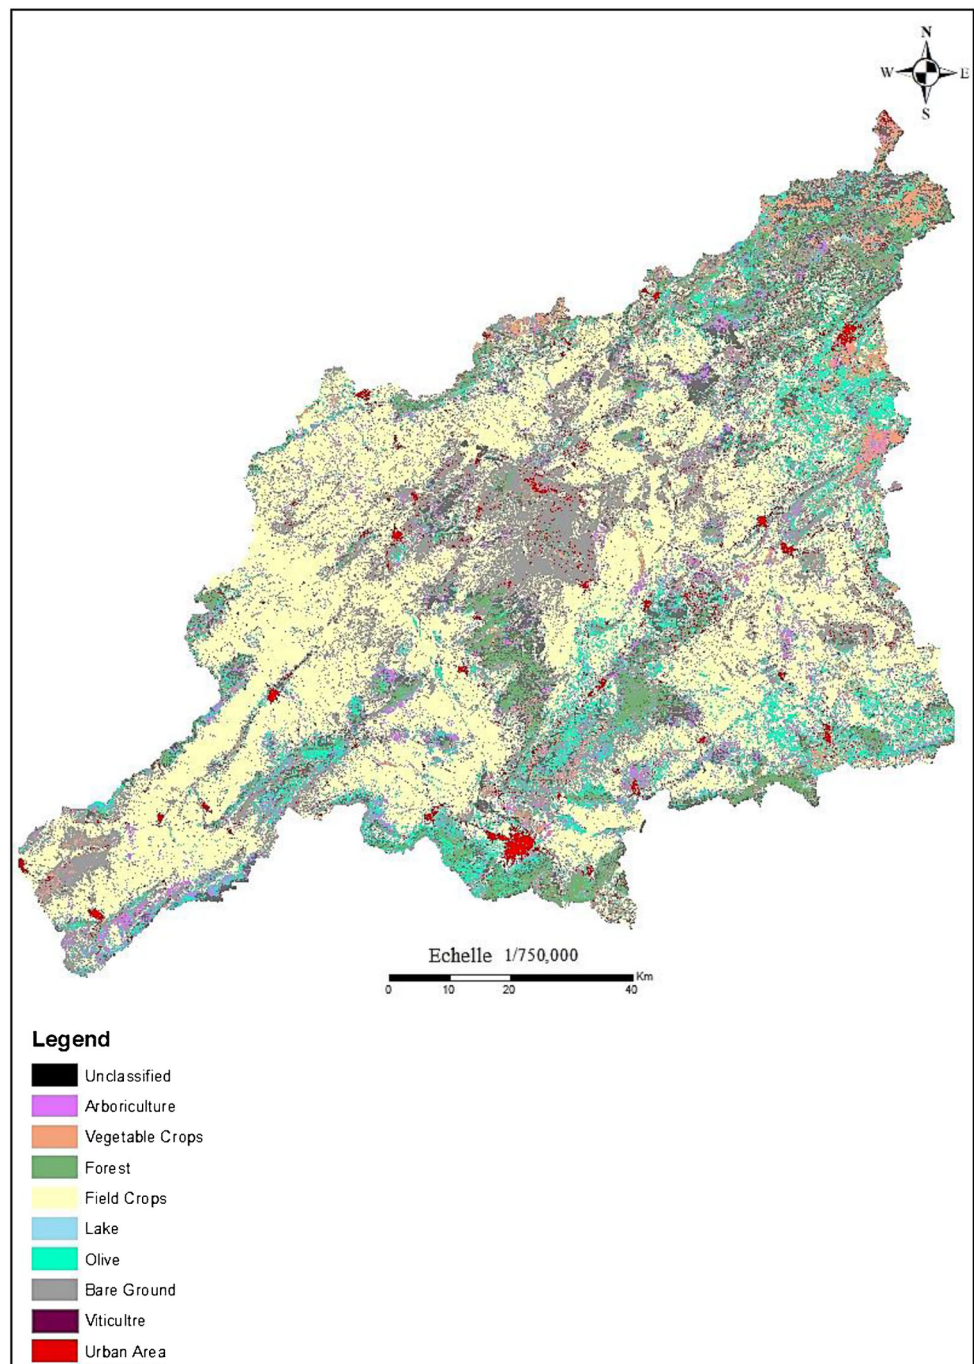 N
W E
S
Echelle 1/750,000
Km
0 10 20 40
Legend
Unclassified
Arboriculture
Vegetable Crops
Forest
Field Crops
Lake
Olive
Bare Ground
Viticultre
Urban Area